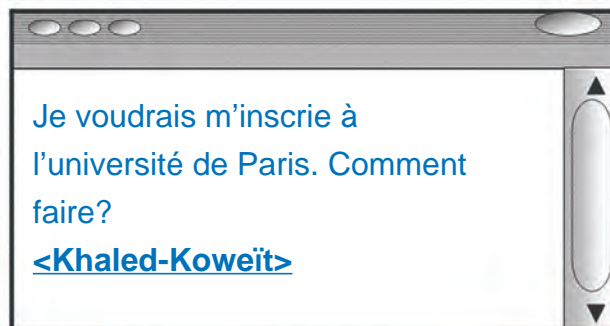 Je voudrais m’inscrie à
l’université de Paris. Comment
faire?
<Khaled-Koweït>